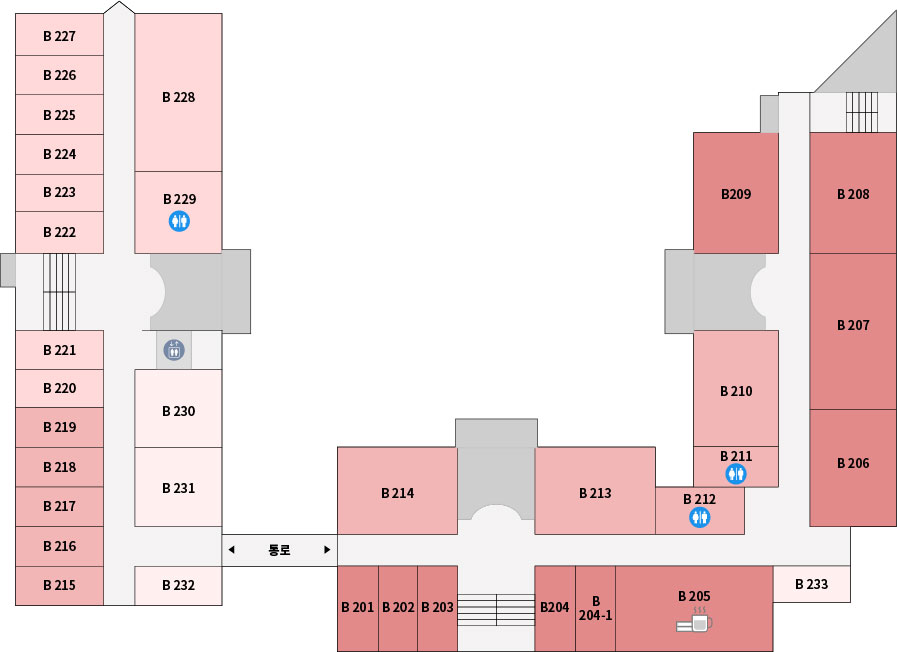 B 227
B 226
B 225
B 224
B 223
B 222
B 228
B 229
B 221
B 220
B 219
B 218
B 217
B 216
B 215
B 230
B 231
B 232
통로
B 214
B 213
B 212
B 211
B 210
B209
B 208
B 207
B 206
B 201
B 202
B 203
B204
B
204-1
B 205
B 233